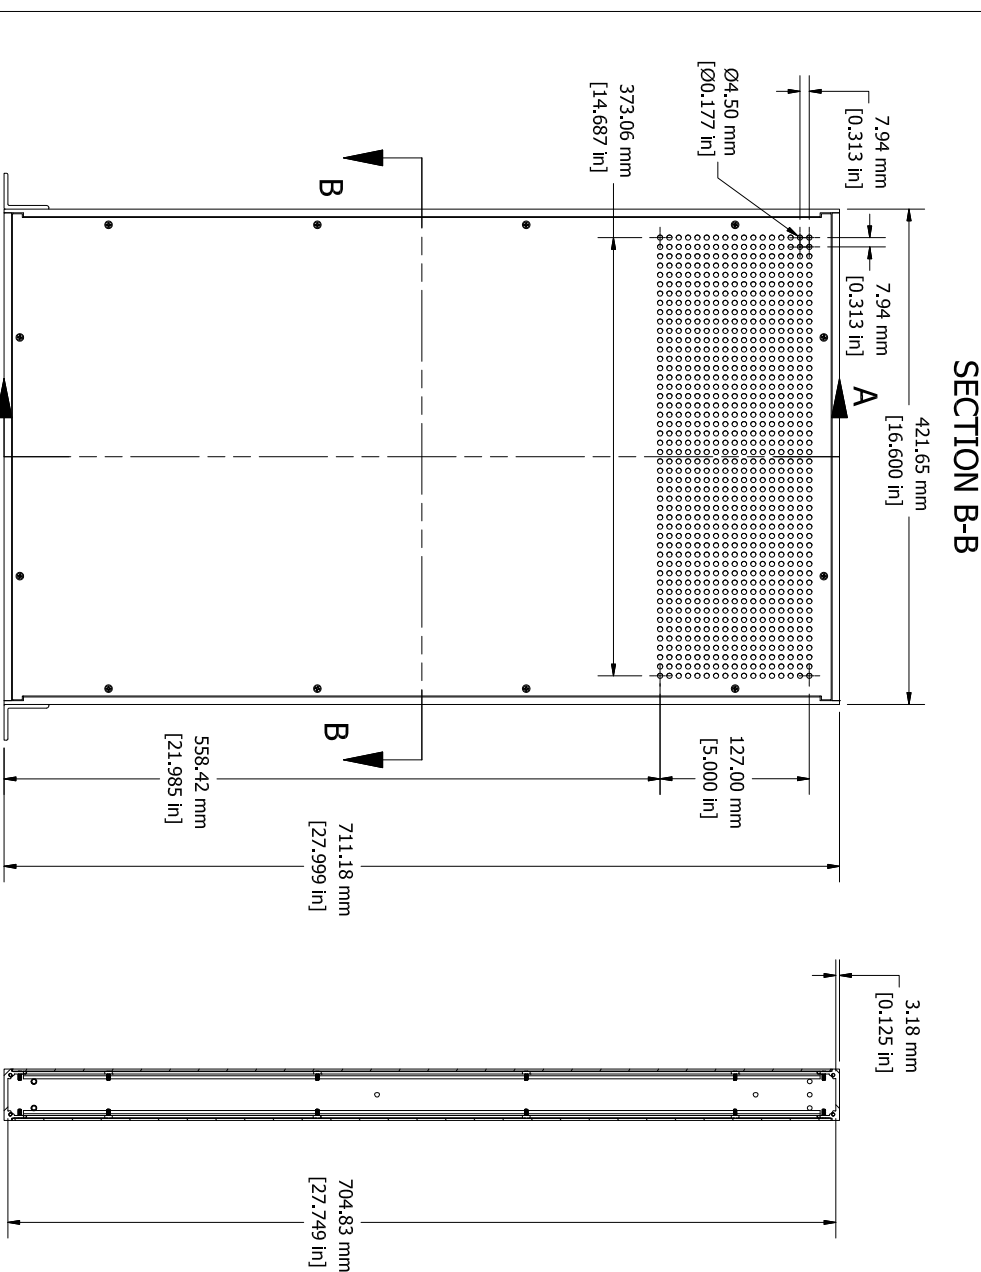 SECTION B-B
421.65 mm
[16.600 in]
7.94 mm
[0.313 in]
7.94 mm
[0.313 in]
A
Ø4.50 mm
[Ø0.177 in]
373.06 mm
[14.687 in]
B
B
127.00 mm
[5.000 in]
558.42 mm
[21.985 in]
711.18 mm
[27.999 in]
3.18 mm
[0.125 in]
704.83 mm
[27.749 in]